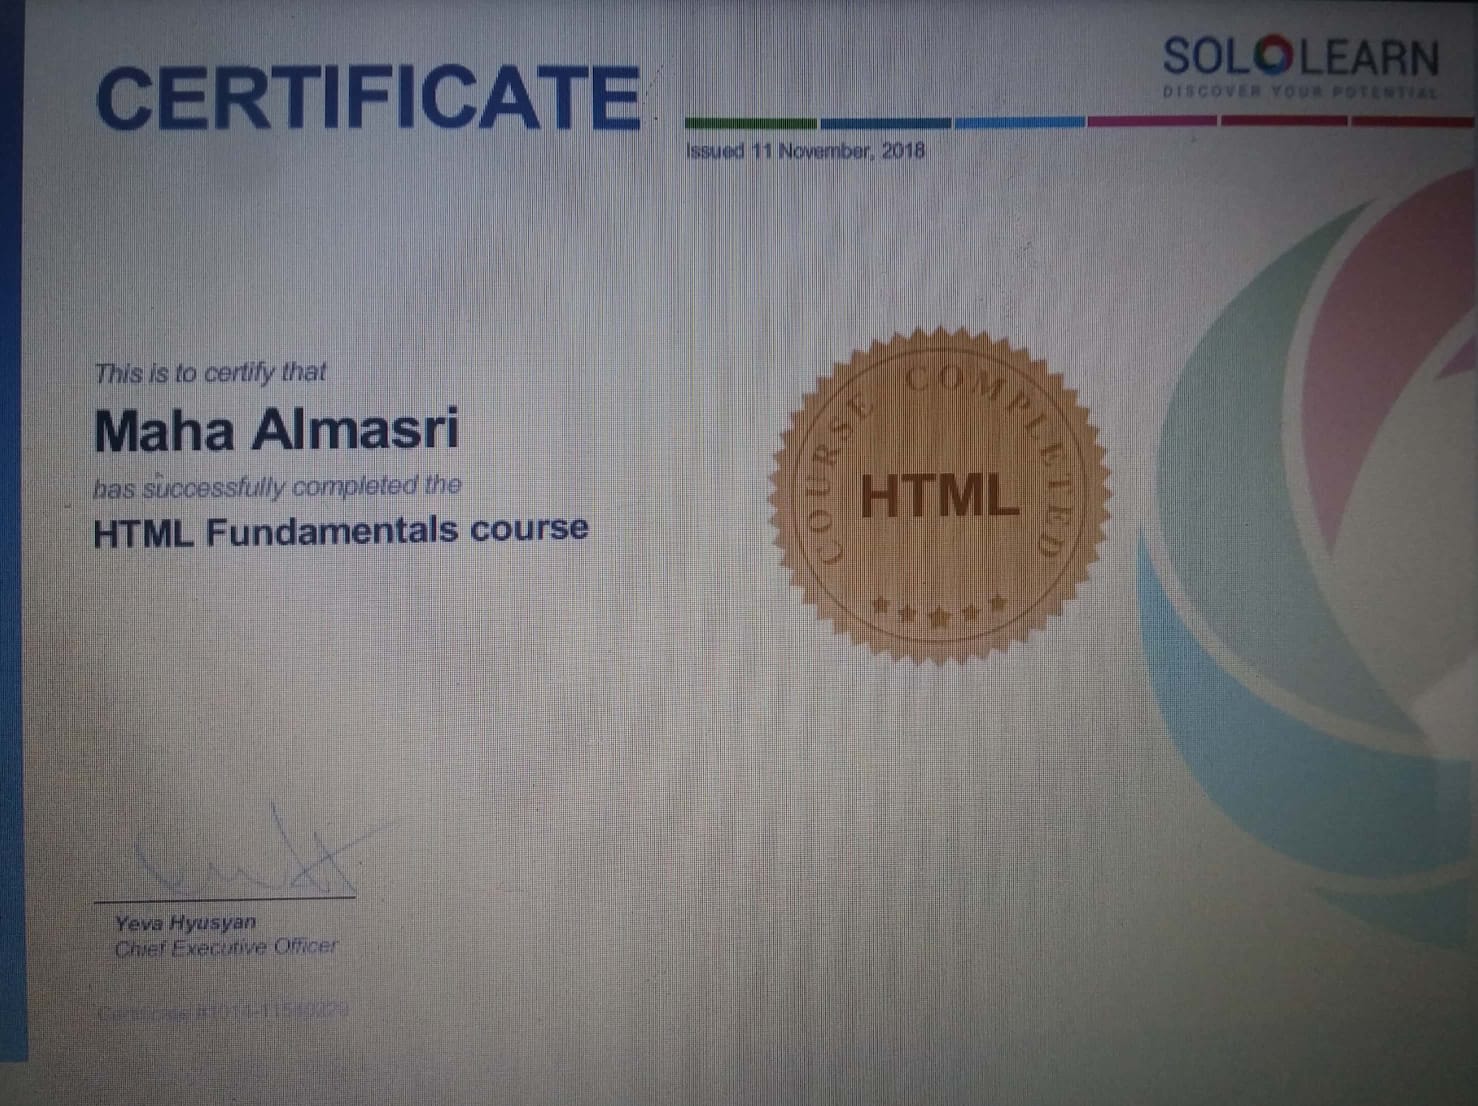 CERTIFICATE
SOLOLEARN
DISCOVER YOUR POTENTIAL
Issued 11 November, 2018
This is to certify that
Maha Almasri
has successfully completed the
HTML Fundamentals course
COURSE COMPLETED
HTML
Yeva Hyusyan
Chief Executive Officer
Certificate